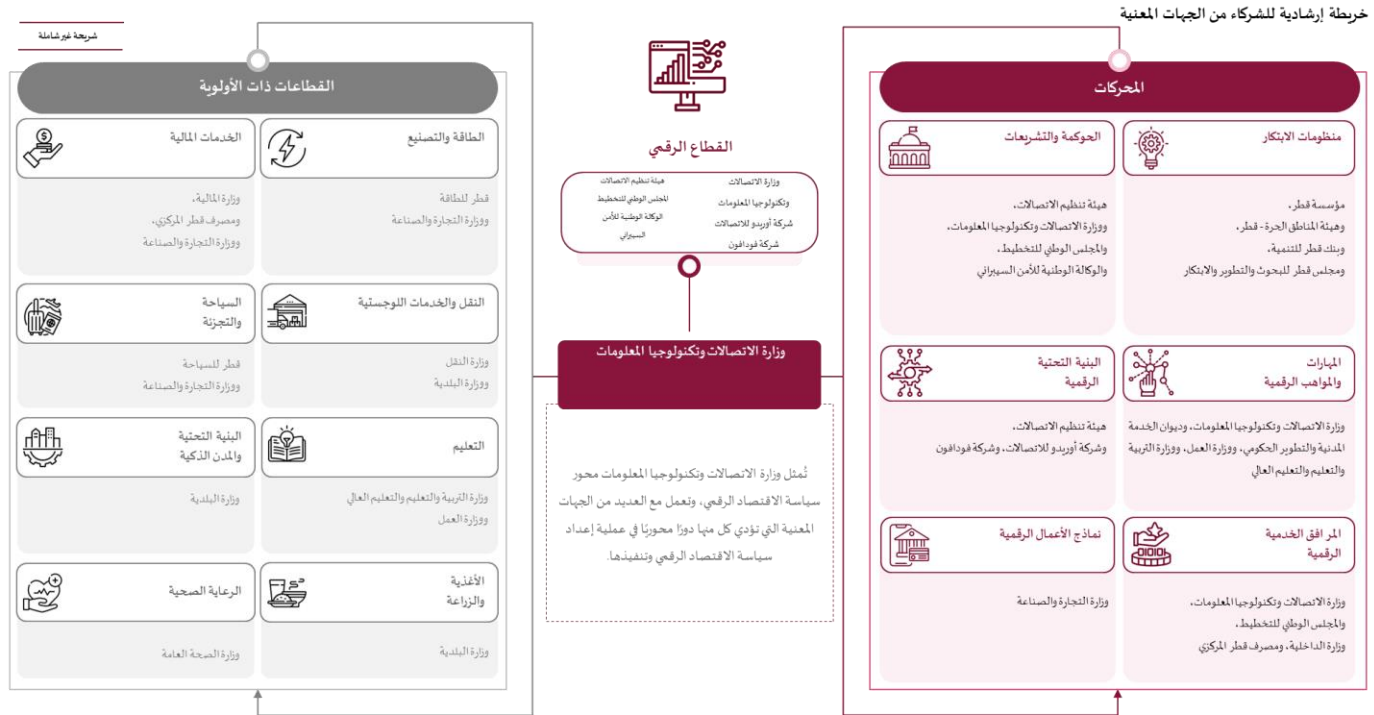 خريطة إرشادية للشركاء من الجهات المعنية
شريحة غير شاملة
المحركات
منظومات الابتكار
مؤسسة قطر،
وهيئة المناطق الحرة - قطر،
وبنك قطر للتنمية،
ومجلس قطر للبحوث والتطوير والابتكار
الحوكمة والتشريعات
هيئة تنظيم الاتصالات،
ووزارة الاتصالات وتكنولوجيا المعلومات،
والمجلس الوطني للتخطيط،
والوكالة الوطنية للأمن السيبراني
المهارات
والمواهب الرقمية
وزارة الاتصالات وتكنولوجيا المعلومات، وديوان الخدمة
المدنية والتطوير الحكومي، ووزارة العمل، ووزارة التربية
والتعليم والتعليم العالي
البنية التحتية
الرقمية
هيئة تنظيم الاتصالات،
وشركة أوريدو للاتصالات، وشركة فودافون
المرافق الخدمية
الرقمية
وزارة الاتصالات وتكنولوجيا المعلومات،
والمجلس الوطني للتخطيط،
وزارة الداخلية، ومصرف قطر المركزي
نماذج الأعمال الرقمية
وزارة التجارة والصناعة
القطاع الرقمي
وزارة الاتصالات
وتكنولوجيا المعلومات
شركة أوريدو للاتصالات
شركة فودافون
هيئة تنظيم الاتصالات
المجلس الوطني للتخطيط
الوكالة الوطنية للأمن
السيبراني
وزارة الاتصالات وتكنولوجيا المعلومات
تُمثل وزارة الاتصالات وتكنولوجيا المعلومات محور
سياسة الاقتصاد الرقمي، وتعمل مع العديد من الجهات
المعنية التي تؤدي كل منها دورًا محوريًا في عملية إعداد
سياسة الاقتصاد الرقمي وتنفيذها.
القطاعات ذات الأولوية
الطاقة والتصنيع
قطر للطاقة
ووزارة التجارة والصناعة
الخدمات المالية
وزارة المالية،
ومصرف قطر المركزي،
ووزارة التجارة والصناعة
النقل والخدمات اللوجستية
وزارة النقل
ووزارة البلدية
السياحة
والتجزئة
قطر للسياحة
ووزارة التجارة والصناعة
التعليم
وزارة التربية والتعليم والتعليم العالي
ووزارة العمل
البنية التحتية
والمدن الذكية
وزارة البلدية
الأغذية
والزراعة
وزارة البلدية
الرعاية الصحية
وزارة الصحة العامة